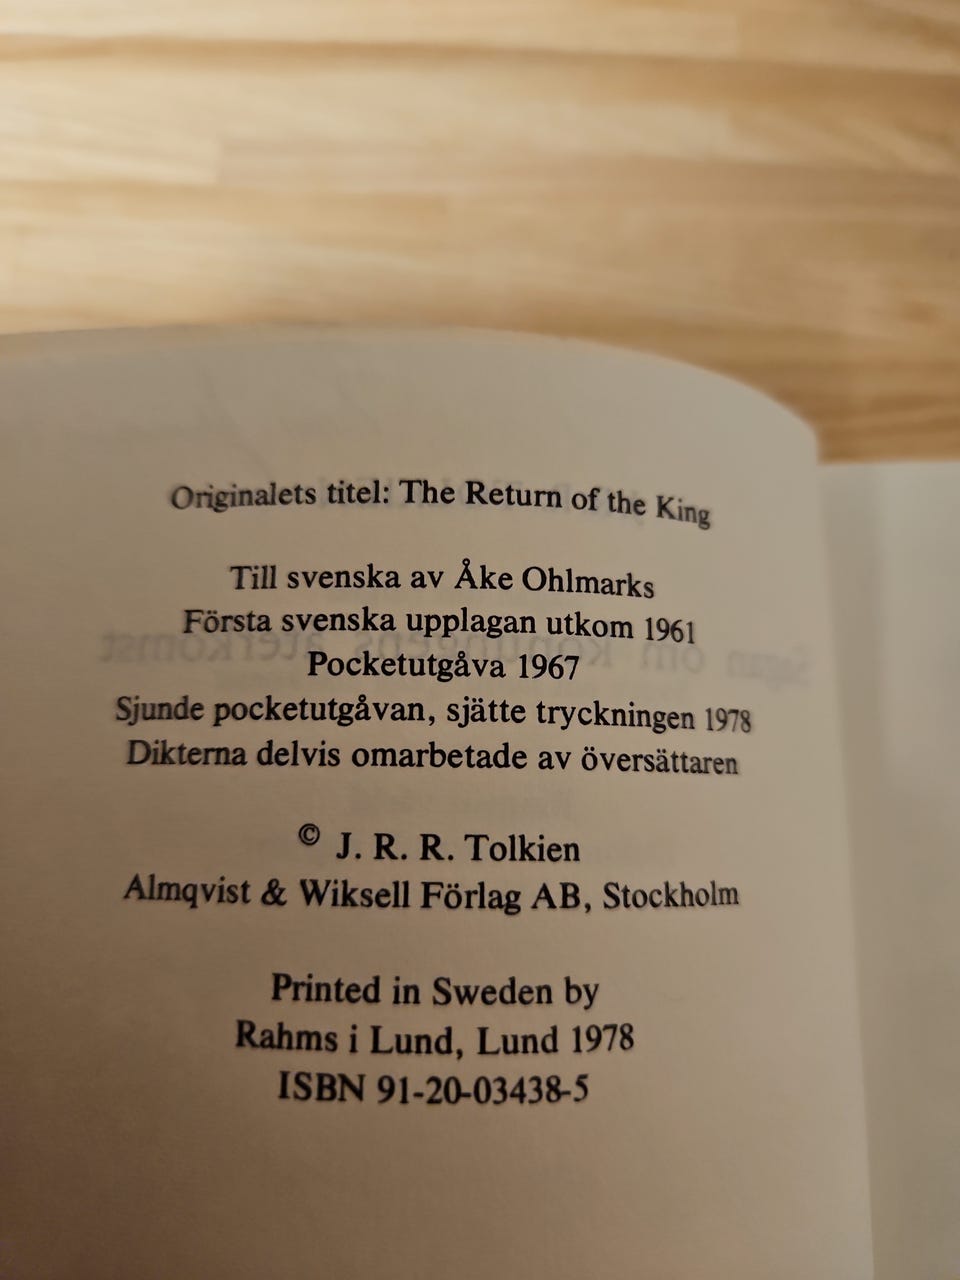 Originalets titel: The Return of the King
Till svenska av Åke Ohlmarks
Första svenska upplagan utkom 1961
Pocketutgåva 1967
Sjunde pocketutgåvan, sjätte tryckningen 1978
Dikterna delvis omarbetade av översättaren
© J. R. R. Tolkien
Almqvist & Wiksell Förlag AB, Stockholm
Printed in Sweden by
Rahms i Lund, Lund 1978
ISBN 91-20-03438-5